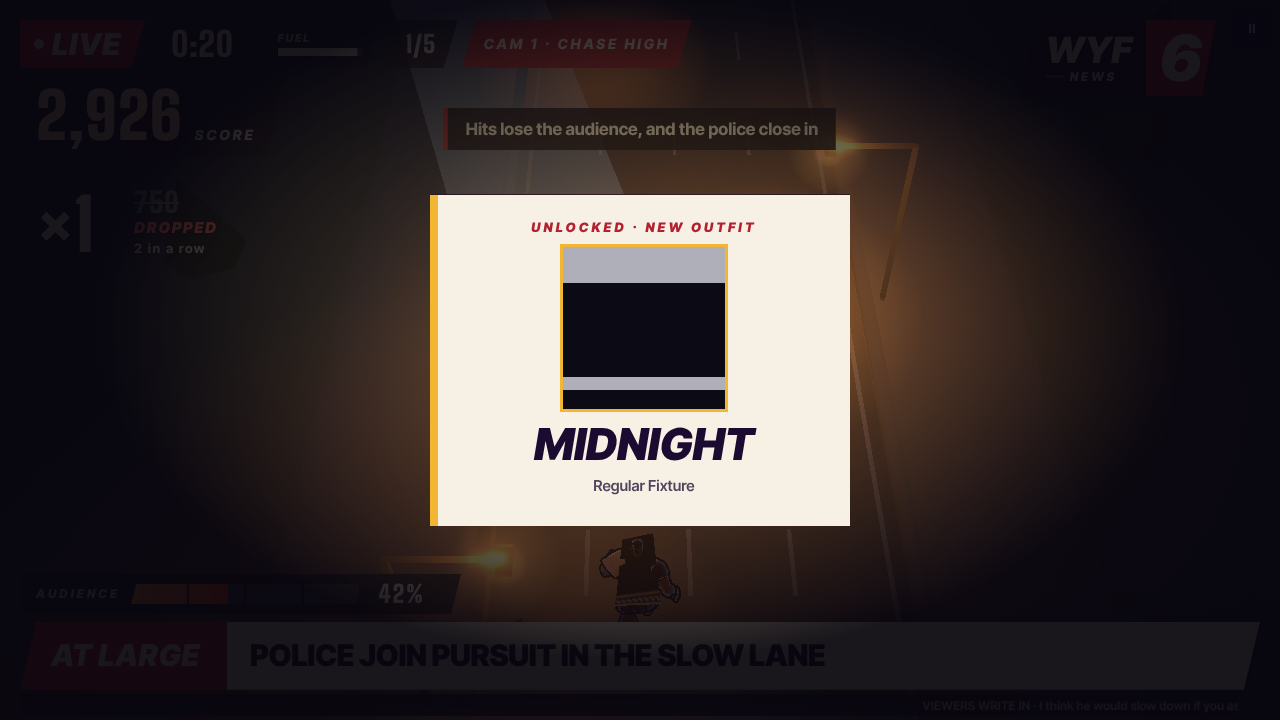 LIVE
0:20
FUEL
1/5
CAM 1 · CHASE HIGH
WYF
NEWS
6
2,926 SCORE
Hits lose the audience, and the police close in
×1
750
DROPPED
2 in a row
UNLOCKED · NEW OUTFIT
MIDNIGHT
Regular Fixture
AUDIENCE
42%
AT LARGE
POLICE JOIN PURSUIT IN THE SLOW LANE
VIEWERS WRITE IN · I think he would slow down if you